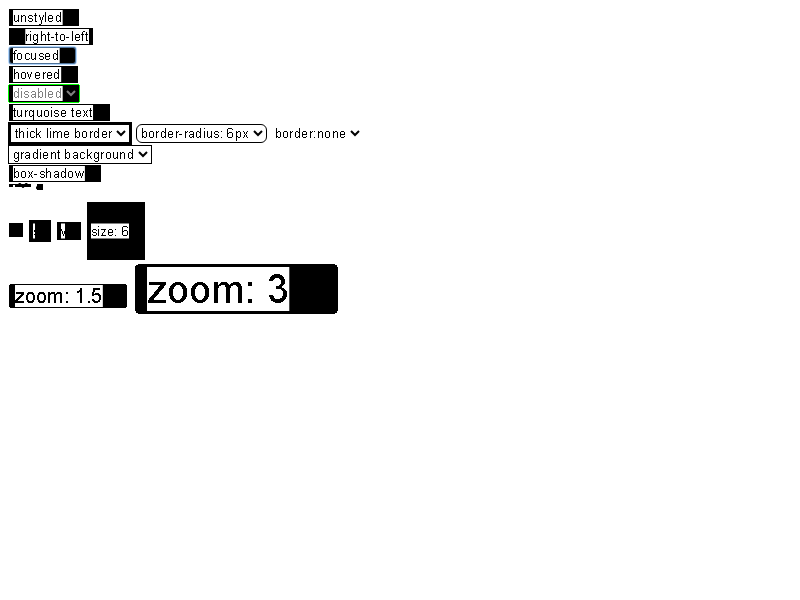 unstyled
right-to-left
focused
hovered
disabled
turquoise text
thick lime border border-radius: 6px border:none
gradient background
box-shadow
size: 6
zoom: 1.5 zoom: 3